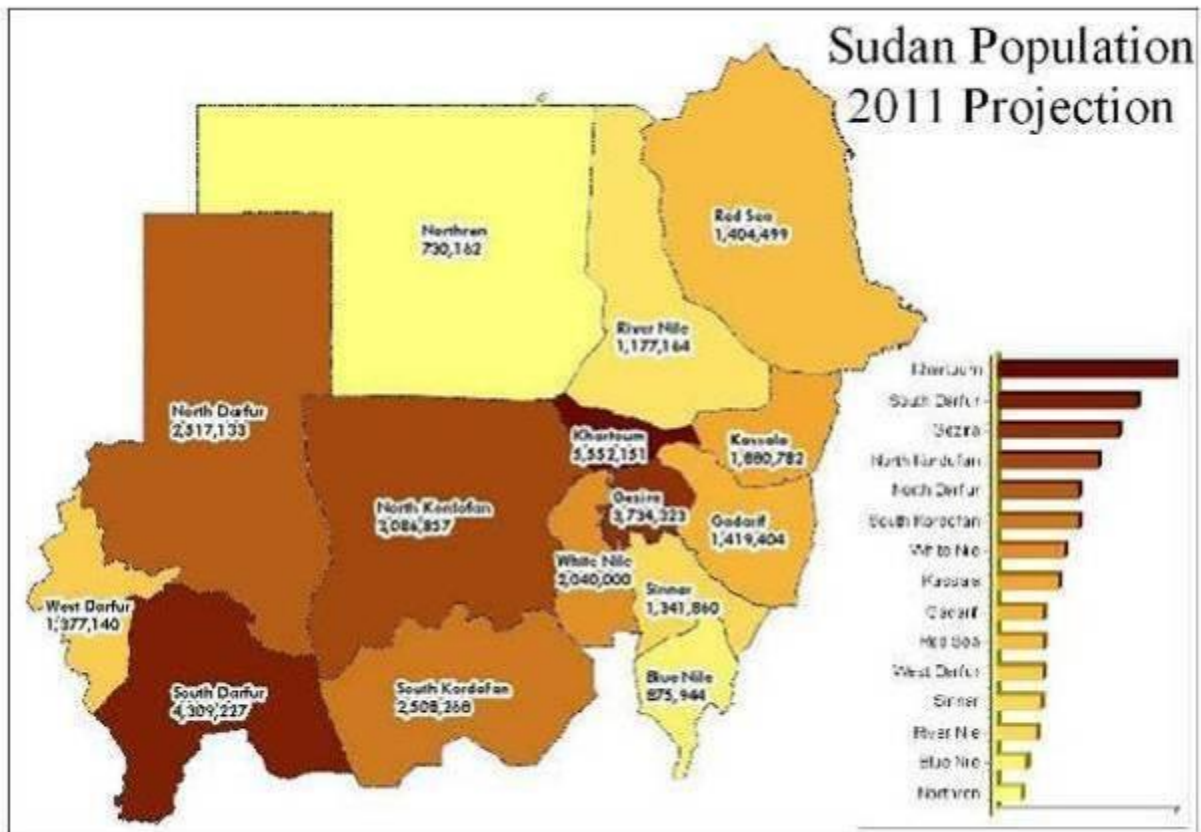 Sudan Population
2011 Projection
Northren
730,162
Red Sea
1,404,499
River Nile
1,177,164
North Darfur
2,517,133
Khartoum
5,552,151
Kassala
1,880,782
North Kordofan
Gezira
3,734,323
Gadarif
1,419,404
White Nile
2,040,000
Sinnar
1,341,860
West Darfur
1,377,140
South Darfur
4,309,227
South Kordofan
2,508,268
Blue Nile
875,944
Khartoum
South Darfur
Gezira
North Kordofan
North Darfur
South Kordofan
White Nile
Kassala
Gadarif
Red Sea
West Darfur
Sinnar
River Nile
Blue Nile
Northren